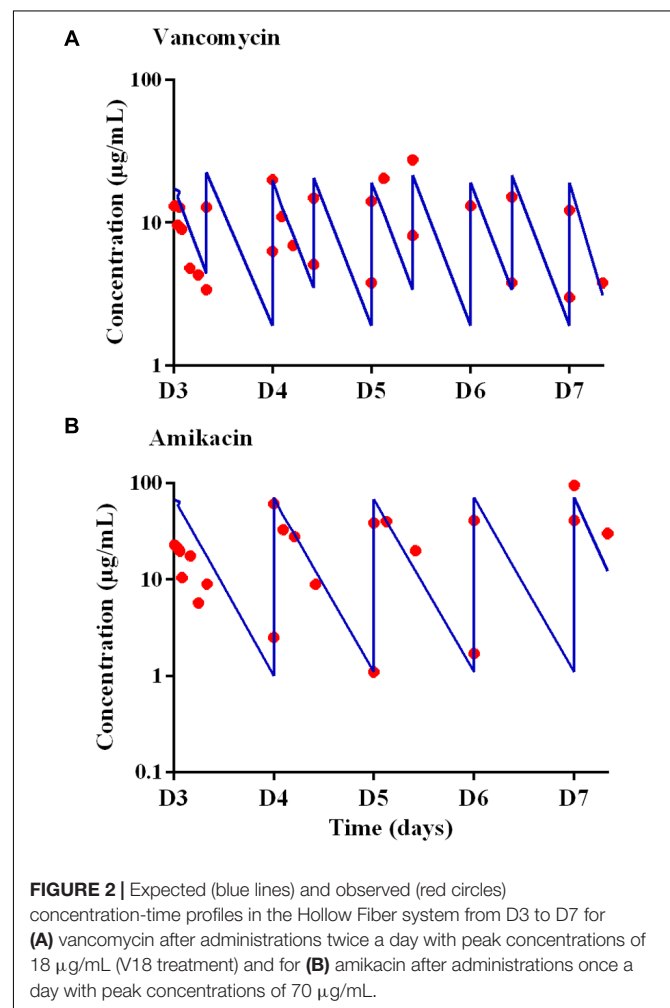 A
Vancomycin
Concentration (μg/mL)
100
10
1
D3 D4 D5 D6 D7
B
Amikacin
Concentration (μg/mL)
100
10
1
0.1
D3 D4 D5 D6 D7
Time (days)
FIGURE 2 | Expected (blue lines) and observed (red circles)
concentration-time profiles in the Hollow Fiber system from D3 to D7 for
(A) vancomycin after administrations twice a day with peak concentrations of
18 μg/mL (V18 treatment) and for (B) amikacin after administrations once a
day with peak concentrations of 70 μg/mL.